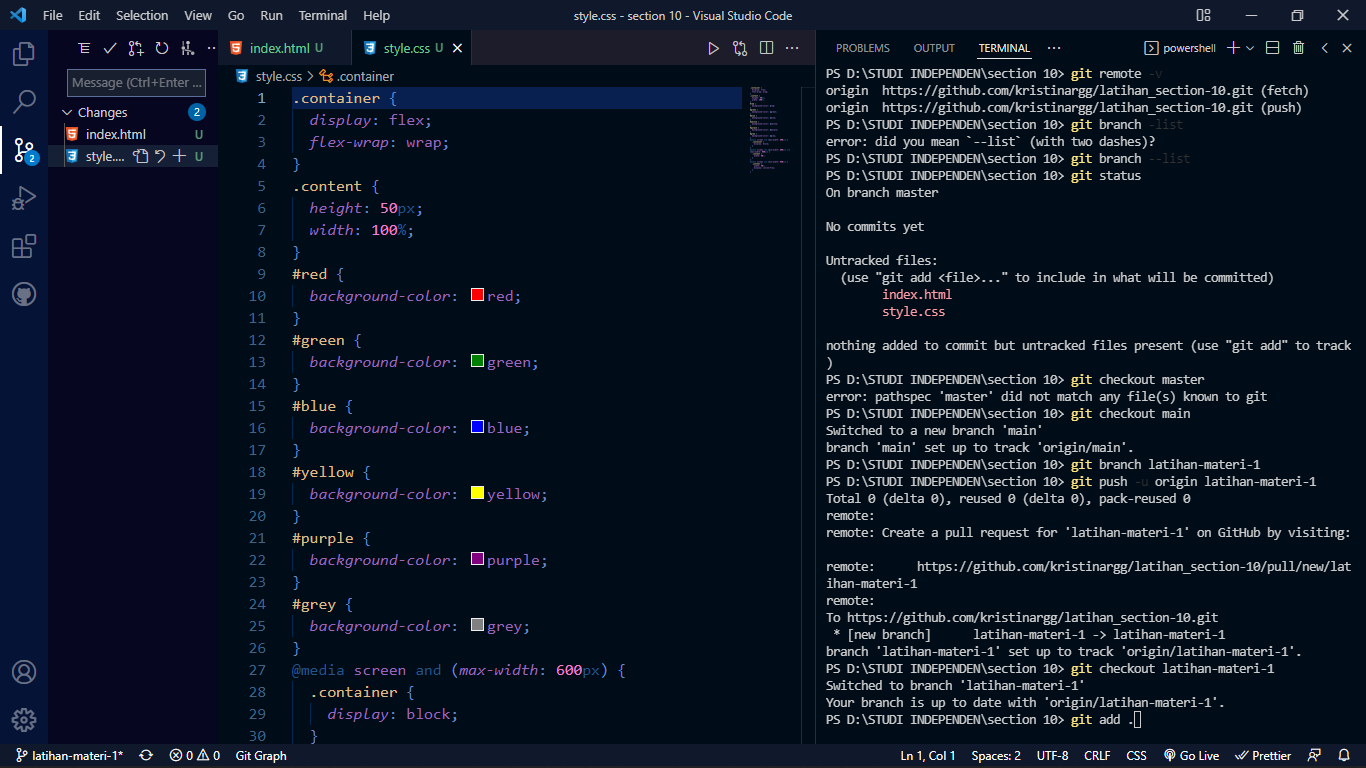 File Edit Selection View Go Run Terminal Help
style.css - section 10 - Visual Studio Code
Message (Ctrl+Enter ...
Changes 2
index.html U
style.... U
2
index.html U
style.css U
style.css > .container
1 .container {
2 display: flex;
3 flex-wrap: wrap;
4 }
5 .content {
6 height: 50px;
7 width: 100%;
8 }
9 #red {
10 background-color: red;
11 }
12 #green {
13 background-color: green;
14 }
15 #blue {
16 background-color: blue;
17 }
18 #yellow {
19 background-color: yellow;
20 }
21 #purple {
22 background-color: purple;
23 }
24 #grey {
25 background-color: grey;
26 }
27 @media screen and (max-width: 600px) {
28 .container {
29 display: block;
30 }
PROBLEMS OUTPUT TERMINAL ··· powershell
PS D:\STUDI INDEPENDEN\section 10> git remote -v
origin  https://github.com/kristinargg/latihan_section-10.git (fetch)
origin  https://github.com/kristinargg/latihan_section-10.git (push)
PS D:\STUDI INDEPENDEN\section 10> git branch -list
error: did you mean `--list` (with two dashes)?
PS D:\STUDI INDEPENDEN\section 10> git branch --list
PS D:\STUDI INDEPENDEN\section 10> git status
On branch master
No commits yet
Untracked files:
(use "git add <file>..." to include in what will be committed)
index.html
style.css
nothing added to commit but untracked files present (use "git add" to track
)
PS D:\STUDI INDEPENDEN\section 10> git checkout master
error: pathspec 'master' did not match any file(s) known to git
PS D:\STUDI INDEPENDEN\section 10> git checkout main
Switched to a new branch 'main'
branch 'main' set up to track 'origin/main'.
PS D:\STUDI INDEPENDEN\section 10> git branch latihan-materi-1
PS D:\STUDI INDEPENDEN\section 10> git push -u origin latihan-materi-1
Total 0 (delta 0), reused 0 (delta 0), pack-reused 0
remote:
remote: Create a pull request for 'latihan-materi-1' on GitHub by visiting:
remote:      https://github.com/kristinargg/latihan_section-10/pull/new/lat
ihan-materi-1
remote:
To https://github.com/kristinargg/latihan_section-10.git
* [new branch]      latihan-materi-1 -> latihan-materi-1
branch 'latihan-materi-1' set up to track 'origin/latihan-materi-1'.
PS D:\STUDI INDEPENDEN\section 10> git checkout latihan-materi-1
Switched to branch 'latihan-materi-1'
Your branch is up to date with 'origin/latihan-materi-1'.
PS D:\STUDI INDEPENDEN\section 10> git add .
latihan-materi-1* 0 0 Git Graph
Ln 1, Col 1 Spaces: 2 UTF-8 CRLF CSS Go Live Prettier